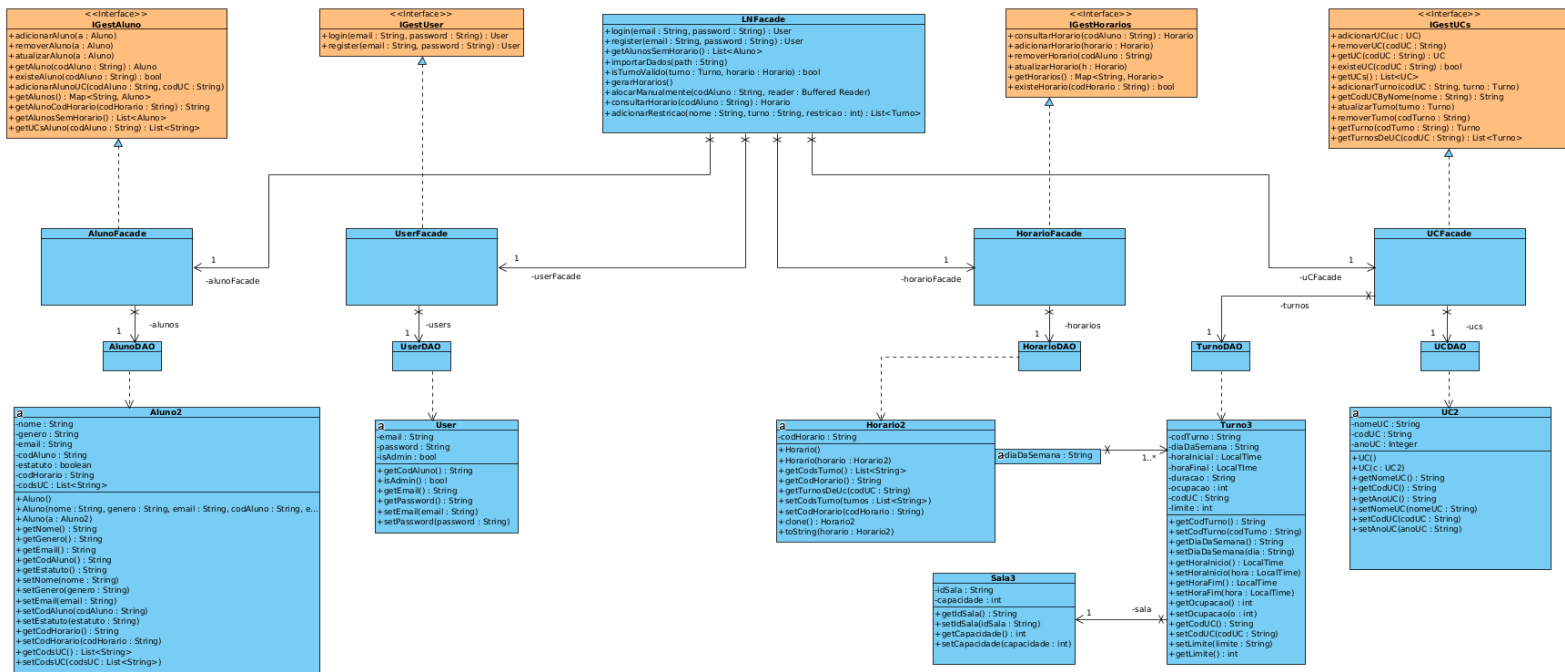 <<Interface>>
IGestAluno
+adicionarAluno(a : Aluno)
+removerAluno(a : Aluno)
+atualizarAluno(a : Aluno)
+getAluno(codAluno : String) : Aluno
+existeAluno(codAluno : String) : bool
+adicionarAlunoUC(codAluno : String, codUC : String)
+getAlunos() : Map<String, Aluno>
+getAlunoCodHorario(codHorario : String) : String
+getAlunosSemHorario() : List<Aluno>
+getUCsAluno(codAluno : String) : List<String>
<<Interface>>
IGestUser
+login(email : String, password : String) : User
+register(email : String, password : String) : User
LNFacade
+login(email : String, password : String) : User
+register(email : String, password : String) : User
+getAlunosSemHorario() : List<Aluno>
+importarDados(path : String)
+isTurnoValido(turno : Turno, horario : Horario) : bool
+gerarHorarios()
+alocarManualmente(codAluno : String, reader : Buffered Reader)
+consultarHorario(codAluno : String) : Horario
+adicionarRestricao(nome : String, turno : String, restricao : int) : List<Turno>
<<Interface>>
IGestHorarios
+consultarHorario(codAluno : String) : Horario
+adicionarHorario(horario : Horario)
+removerHorario(codHorario : Horario)
+atualizarHorario(h : Horario)
+getHorarios() : Map<String, Horario>
+existeHorario(codHorario : String) : bool
<<Interface>>
IGestUCs
+adicionarUC(uc : UC)
+removerUC(codUC : String)
+getUC(codUC : String) : UC
+existeUC(codUC : String) : bool
+getUCs() : List<UC>
+adicionarTurno(codUC : String, turno : Turno)
+getCodUCByNome(nome : String) : String
+atualizarTurno(turno : Turno)
+removerTurno(codTurno : String)
+getTurno(codTurno : String) : Turno
+getTurnosDeUC(codUC : String) : List<Turno>
AlunoFacade
1
-alunoFacade
UserFacade
1
-userFacade
HorarioFacade
1
-horarioFacade
UCFacade
1
-uCFacade
1
-alunos
AlunoDAO
1
-users
UserDAO
1
-horarios
HorarioDAO
-turnos
1
TurnoDAO
1
-ucs
UCDAO
a
Aluno2
-nome : String
-genero : String
-email : String
-codAluno : String
-estatuto : boolean
-codHorario : String
-codsUC : List<String>
+Aluno()
+Aluno(nome : String, genero : String, email : String, codAluno : String, e...
+Aluno(a : Aluno2)
+getNome() : String
+getGenero() : String
+getEmail() : String
+getCodAluno() : String
+getEstatuto() : String
+setNome(nome : String)
+setGenero(genero : String)
+setEmail(email : String)
+setCodAluno(codAluno : String)
+setEstatuto(estatuto : String)
+getCodHorario() : String
+setCodHorario(codHorario : String)
+getCodsUC() : List<String>
+setCodsUC(codsUC : List<String>)
a
User
-email : String
-password : String
-isAdmin : bool
+getCodAluno() : String
+isAdmin() : bool
+getEmail() : String
+getPassword() : String
+setEmail(email : String)
+setPassword(password : String)
a
Horario2
-codHorario : String
+Horario()
+Horario(horario : Horario2)
+getCodsTurno() : List<String>
+getCodHorario() : String
+getTurnosDeUc(codUC : String)
+setCodsTurno(turnos : List<String>)
+setCodHorario(codHorario : String)
+clone() : Horario2
+toString(horario : Horario2)
a
-diaDaSemana : String
1..*
Turno3
-codTurno : String
-diaDaSemana : String
-horaInicial : LocalTime
-horaFinal : LocalTIme
-duracao : String
-ocupacao : int
-codUC : String
-limite : int
+getCodTurno() : String
+setCodTurno(codTurno : String)
+getDiaDaSemana() : String
+setDiaDaSemana(dia : String)
+getHoraInicio() : LocalTime
+setHoraInicio(hora : LocalTime)
+getHoraFim() : LocalTime
+setHoraFim(hora : LocalTime)
+getOcupacao() : int
+setOcupacao(o : int)
+getCodUC() : String
+setCodUC(codUC : String)
+setLimite(limite : String)
+getLimite() : int
a
UC2
-nomeUC : String
-codUC : String
-anoUC : Integer
+UC()
+UC(c : UC2)
+getNomeUC() : String
+getCodUC() : String
+getAnoUC() : String
+setNomeUC(nomeUC : String)
+setCodUC(codUC : String)
+setAnoUC(anoUC : String)
Sala3
-idSala : String
-capacidade : int
+getIdSala() : String
+setIdSala(idSala : String)
+getCapacidade() : int
+setCapacidade(capacidade : int)
1
-sala